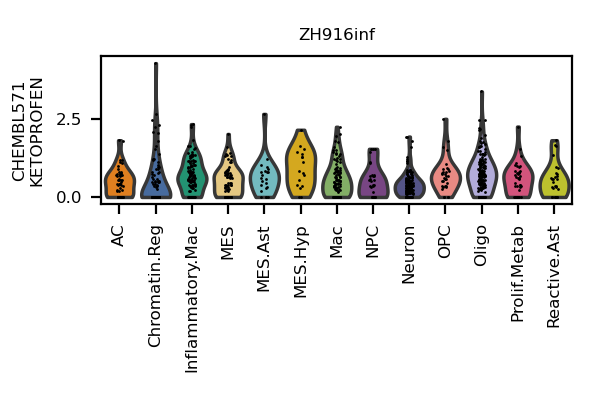 ZH916inf
CHEMBL571
KETOPROFEN
2.5
0.0
AC
Chromatin.Reg
Inflammatory.Mac
MES
MES.Ast
MES.Hyp
Mac
NPC
Neuron
OPC
Oligo
Prolif.Metab
Reactive.Ast